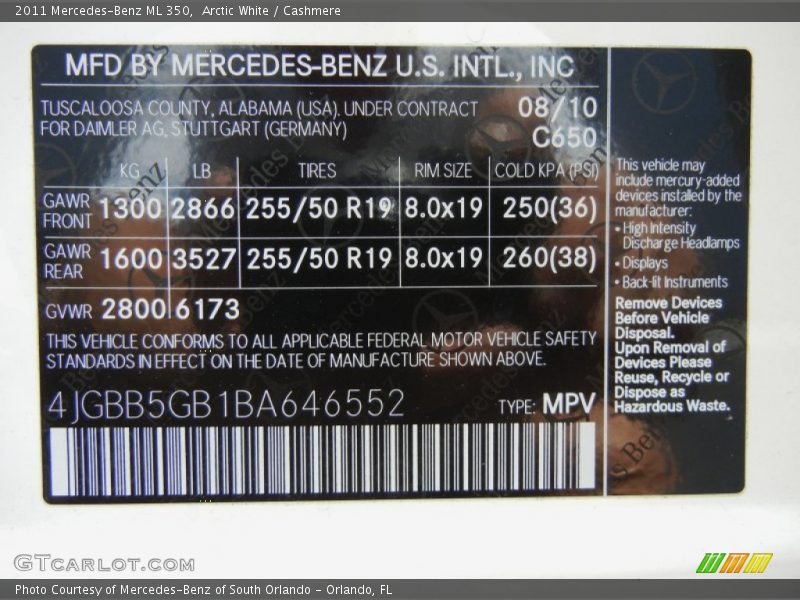 2011 Mercedes-Benz ML 350, Arctic White / Cashmere
MFD BY MERCEDES-BENZ U.S. INTL., INC
TUSCALOOSA COUNTY, ALABAMA (USA). UNDER CONTRACT 08/10
FOR DAIMLER AG, STUTTGART (GERMANY)
C650
KG LB TIRES RIM SIZE COLD KPA (PSI)
GAWR FRONT 1300 2866 255/50 R19 8.0x19 250(36)
GAWR REAR 1600 3527 255/50 R19 8.0x19 260(38)
GVWR 2800 6173
THIS VEHICLE CONFORMS TO ALL APPLICABLE FEDERAL MOTOR VEHICLE SAFETY
STANDARDS IN EFFECT ON THE DATE OF MANUFACTURE SHOWN ABOVE.
4JGBB5GB1BA646552 TYPE: MPV
This vehicle may
include mercury-added
devices installed by the
manufacturer:
• High Intensity
Discharge Headlamps
• Displays
• Back-lit Instruments
Remove Devices
Before Vehicle
Disposal.
Upon Removal of
Devices Please
Reuse, Recycle or
Dispose as
Hazardous Waste.
GTCARLOT.COM
Photo Courtesy of Mercedes-Benz of South Orlando - Orlando, FL